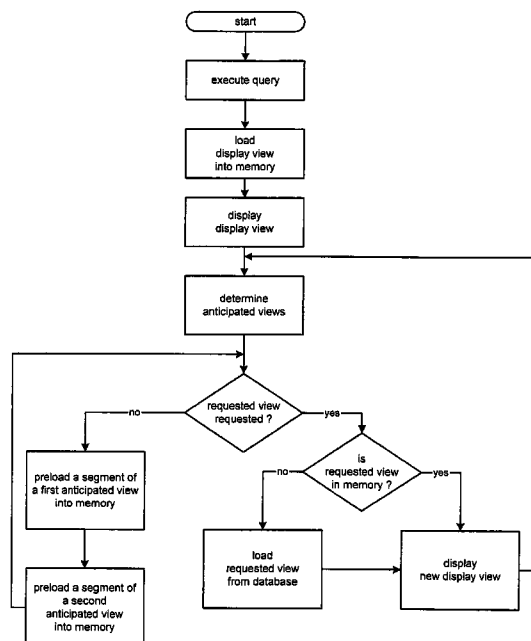 start
execute query
load
display view
into memory
display
display view
determine
anticipated views
requested view
requested ?
no
yes
is
requested view
in memory ?
no
yes
preload a segment of
a first anticipated view
into memory
load
requested view
from database
display
new display view
preload a segment of
a second
anticipated view
into memory